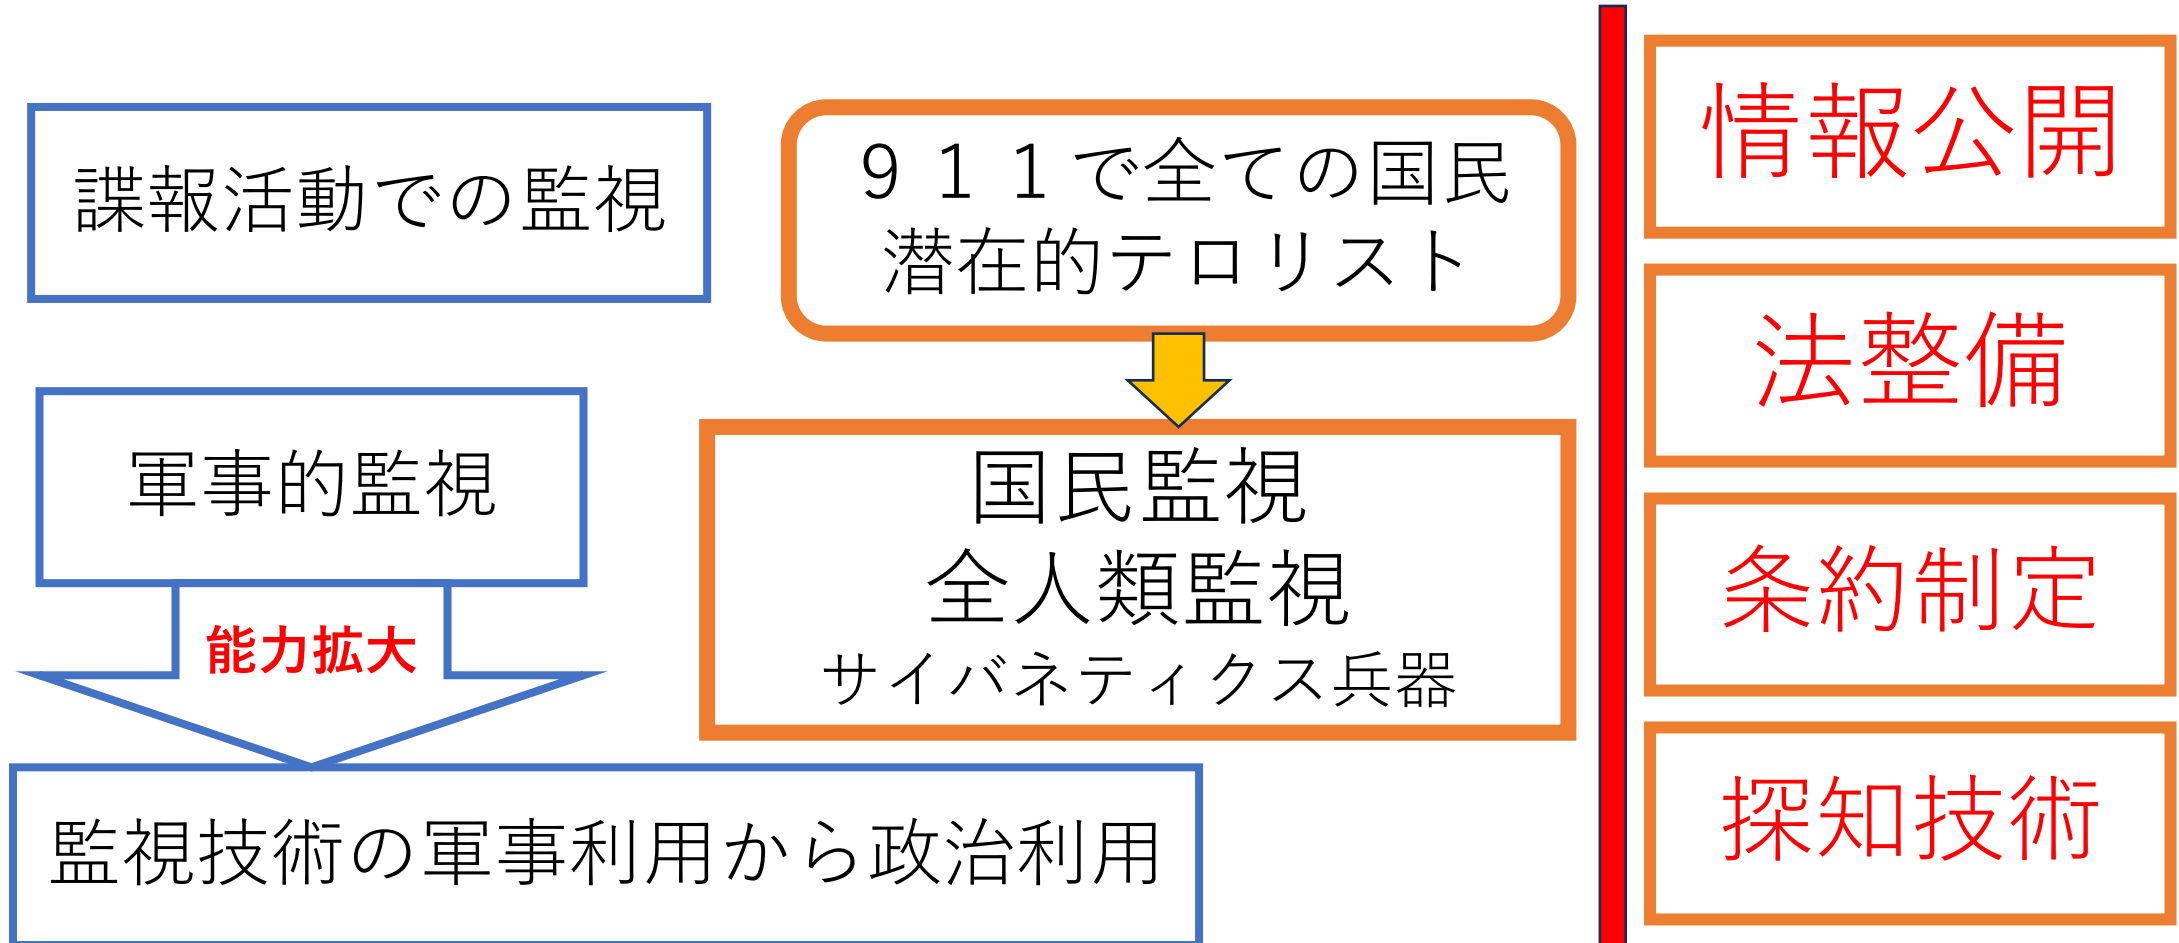 諜報活動での監視
９１１で全ての国民
潜在的テロリスト
軍事的監視
能力拡大
国民監視
全人類監視
サイバネティクス兵器
監視技術の軍事利用から政治利用
情報公開
法整備
条約制定
探知技術